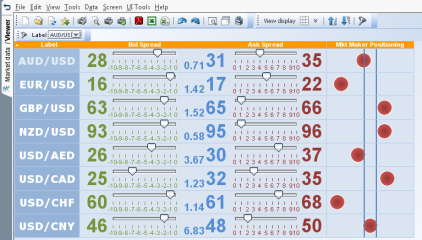 File Edit View Tools Data Screen UI Tools Help
View display
Label AUD/US
Market data / Viewer
Label Bid Spread Ask Spread Mkt Maker Positioning
AUD/USD 28 0.71 31 35
-10-9-8-7-6-5-4-3-2-1 0 0 1 2 3 4 5 6 7 8 9 10
EUR/USD 16 1.42 17 22
-10-9-8-7-6-5-4-3-2-1 0 0 1 2 3 4 5 6 7 8 9 10
GBP/USD 63 1.52 65 66
-10-9-8-7-6-5-4-3-2-1 0 0 1 2 3 4 5 6 7 8 9 10
NZD/USD 93 0.58 95 96
-10-9-8-7-6-5-4-3-2-1 0 0 1 2 3 4 5 6 7 8 9 10
USD/AED 26 3.67 30 37
-10-9-8-7-6-5-4-3-2-1 0 0 1 2 3 4 5 6 7 8 9 10
USD/CAD 25 1.23 32 35
-10-9-8-7-6-5-4-3-2-1 0 0 1 2 3 4 5 6 7 8 9 10
USD/CHF 60 1.14 61 68
-10-9-8-7-6-5-4-3-2-1 0 0 1 2 3 4 5 6 7 8 9 10
USD/CNY 46 6.83 48 50
-10-9-8-7-6-5-4-3-2-1 0 0 1 2 3 4 5 6 7 8 9 10